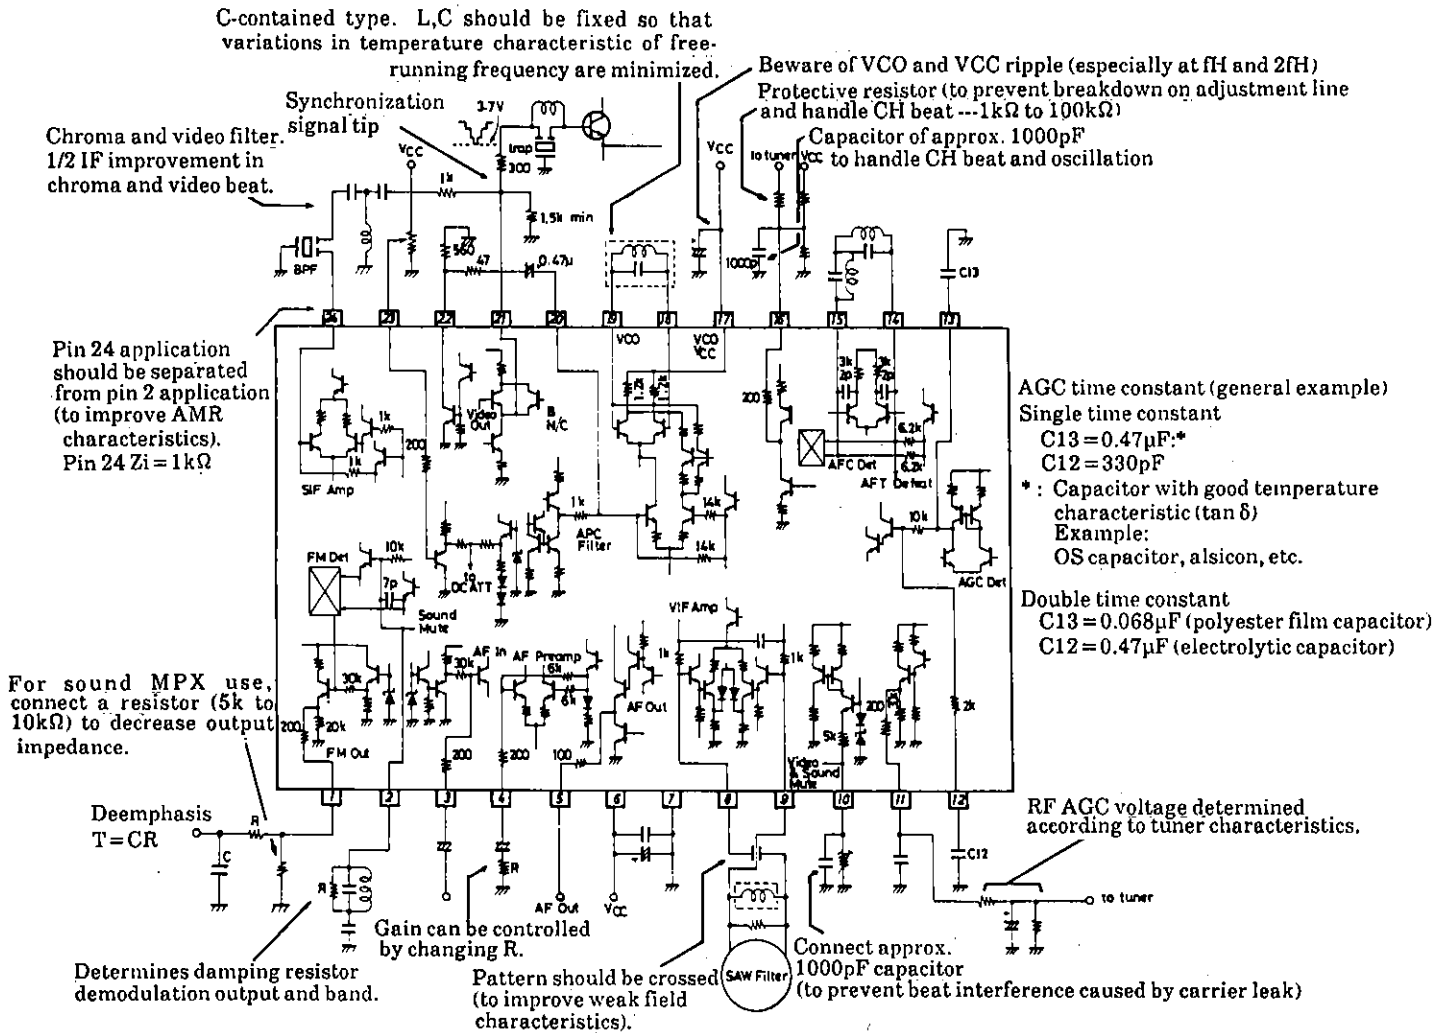 C-contained type. L,C should be fixed so that
variations in temperature characteristic of free-
running frequency are minimized.
Beware of VCO and VCC ripple (especially at fH and 2fH)
Protective resistor (to prevent breakdown on adjustment line
and handle CH beat ---1kΩ to 100kΩ)
Capacitor of approx. 1000pF
to handle CH beat and oscillation
Synchronization
signal tip
3.7V
trap
300
Chroma and video filter.
1/2 IF improvement in
chroma and video beat.
VCC
1k
1.5k min
VCC
to tuner
VCC
560
47
0.47μ
1000p
C13
BPF
24
23
22
21
20
19
18
17
16
15
14
13
VCO
VCO
VCC
Pin 24 application
should be separated
from pin 2 application
(to improve AMR
characteristics).
Pin 24 Zi = 1kΩ
1k
1k
SIF Amp
200
Video
Out
B
N/C
1.2k
1.2k
200
3k
2p
3k
2p
6.2k
6.2k
AFC Det
AFT Defeat
1k
APC
Filter
14k
14k
10k
AGC Det
AGC time constant (general example)
Single time constant
C13=0.47μF:*
C12=330pF
* : Capacitor with good temperature
characteristic (tan δ)
Example:
OS capacitor, alsicon, etc.
Double time constant
C13=0.068μF (polyester film capacitor)
C12=0.47μF (electrolytic capacitor)
FM Det
10k
7p
to
DC ATT
Sound
Mute
VIF Amp
30k
20k
200
FM Out
30k
AF In
AF Preamp
6k
6k
AF Out
1k
1k
200
200
100
5k
200
2k
Video
& Sound
Mute
For sound MPX use,
connect a resistor (5k to
10kΩ) to decrease output
impedance.
1
2
3
4
5
6
7
8
9
10
11
12
Deemphasis
T=CR
R
C
R
R
AF Out
VCC
C12
RF AGC voltage determined
according to tuner characteristics.
to tuner
Gain can be controlled
by changing R.
Determines damping resistor
demodulation output and band.
Pattern should be crossed
(to improve weak field
characteristics).
SAW Filter
Connect approx.
1000pF capacitor
(to prevent beat interference caused by carrier leak)